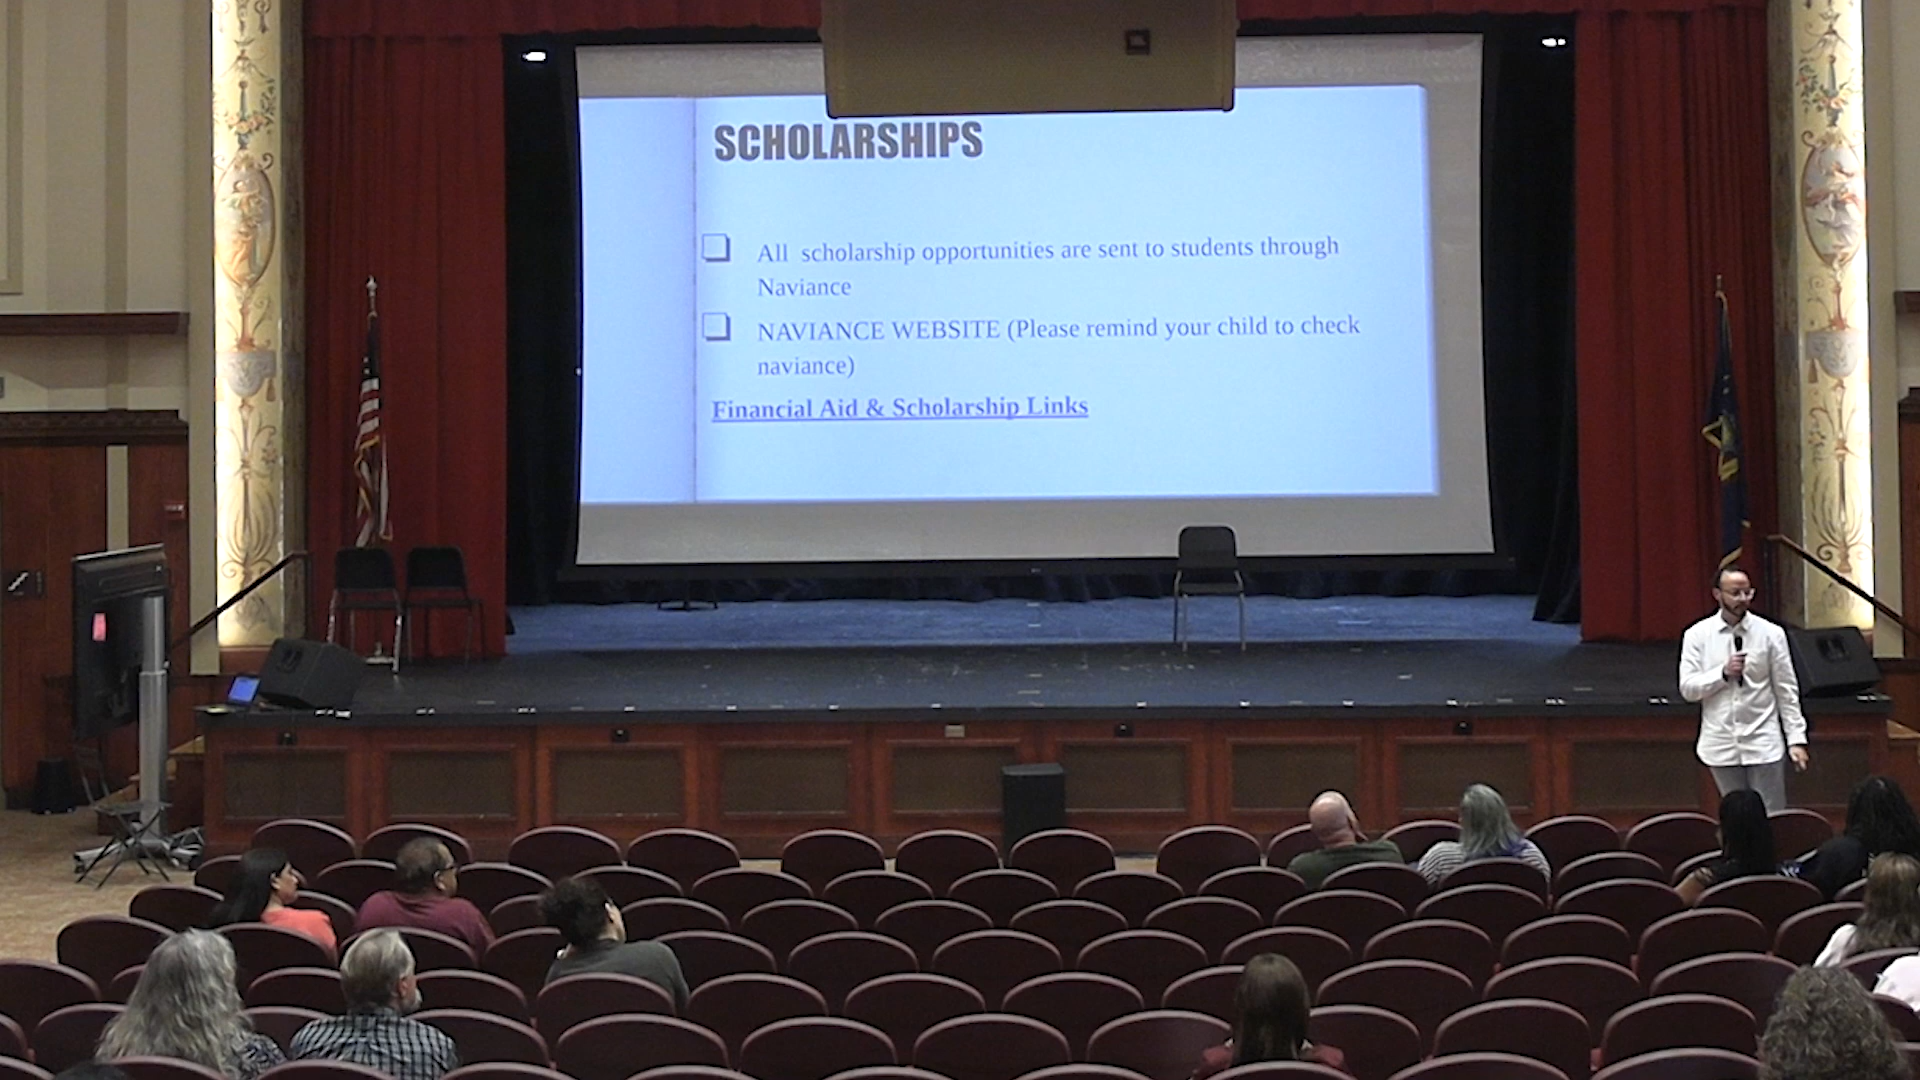 SCHOLARSHIPS
All scholarship opportunities are sent to students through
Naviance
NAVIANCE WEBSITE (Please remind your child to check
naviance)
Financial Aid & Scholarship Links